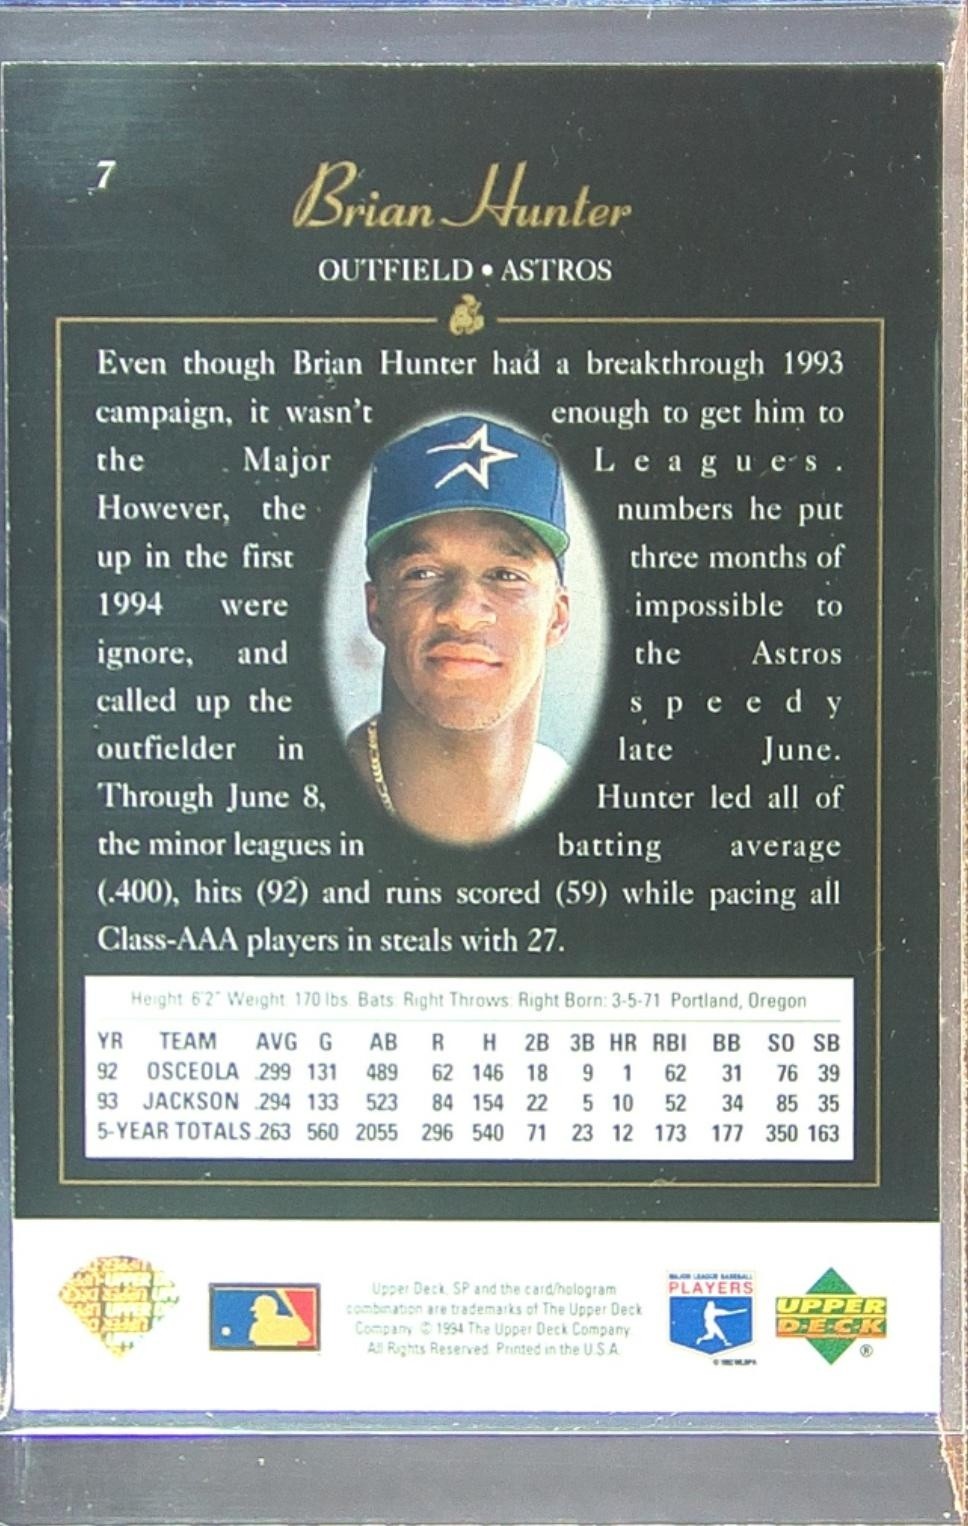 7
Brian Hunter
OUTFIELD • ASTROS
Even though Brian Hunter had a breakthrough 1993
campaign, it wasn't enough to get him to
the Major Leagues.
However, the numbers he put
up in the first three months of
1994 were impossible to
ignore, and the Astros
called up the speedy
outfielder in late June.
Through June 8, Hunter led all of
the minor leagues in batting average
(.400), hits (92) and runs scored (59) while pacing all
Class-AAA players in steals with 27.
Height: 6'2" Weight: 170 lbs. Bats: Right Throws: Right Born: 3-5-71 Portland, Oregon
YR TEAM AVG G AB R H 2B 3B HR RBI BB SO SB
92 OSCEOLA .299 131 489 62 146 18 9 1 62 31 76 39
93 JACKSON .294 133 523 84 154 22 5 10 52 34 85 35
5-YEAR TOTALS .263 560 2055 296 540 71 23 12 173 177 350 163
Upper Deck, SP and the card/hologram
combination are trademarks of The Upper Deck
Company. © 1994 The Upper Deck Company.
All Rights Reserved. Printed in the U.S.A.
MAJOR LEAGUE BASEBALL
PLAYERS
© 1992 MLBPA
UPPER
DECK
®